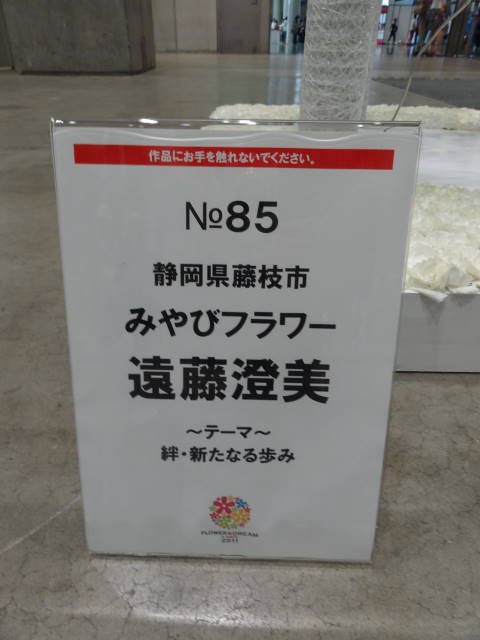 作品にお手を触れないでください。
№85
静岡県藤枝市
みやびフラワー
遠藤澄美
～テーマ～
絆・新たなる歩み
FLOWER&DREAM
2011